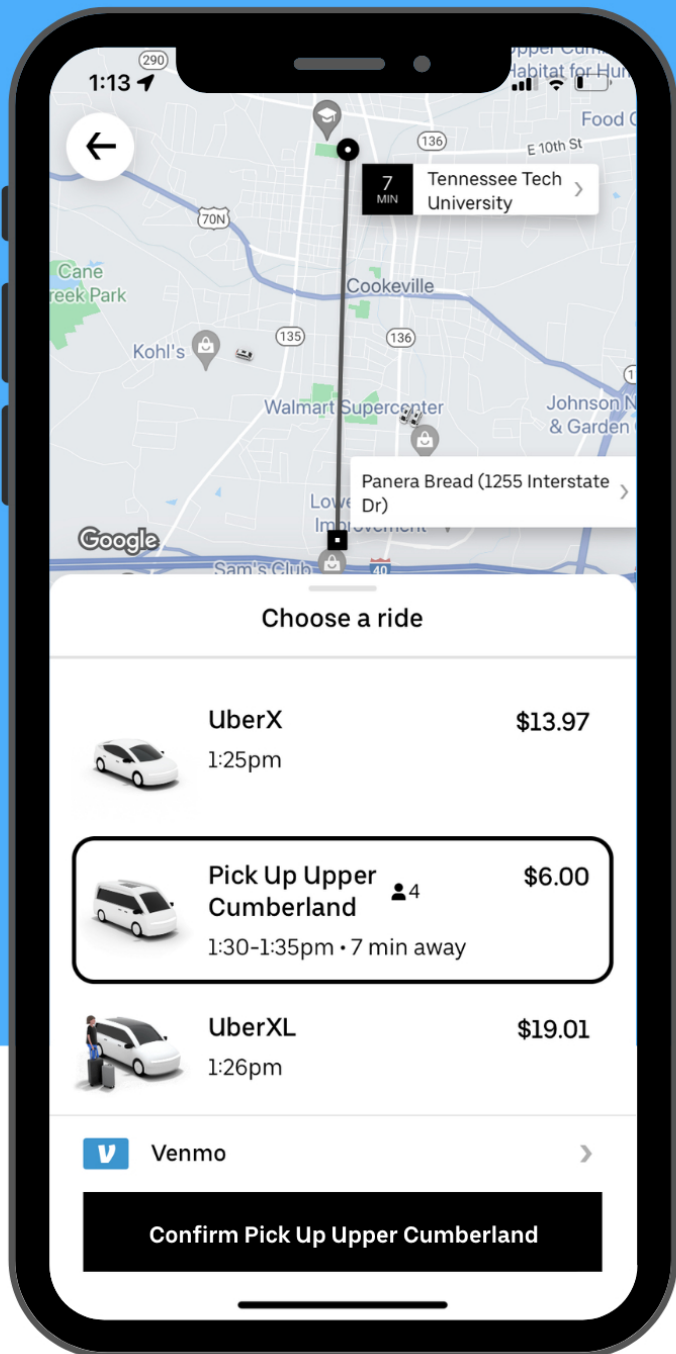 290
Upper Cum
Habitat for Hum
1:13
Food
136
E 10th St
7
MIN
Tennessee Tech
University
70N
Cane
reek Park
Cookeville
Kohl's
135
136
Walmart Supercenter
Johnson N
& Garden
Panera Bread (1255 Interstate
Dr)
Lowe
Improvement
Google
Sam's Club
40
Choose a ride
UberX
$13.97
1:25pm
Pick Up Upper
Cumberland
4
$6.00
1:30-1:35pm • 7 min away
UberXL
$19.01
1:26pm
V
Venmo
Confirm Pick Up Upper Cumberland